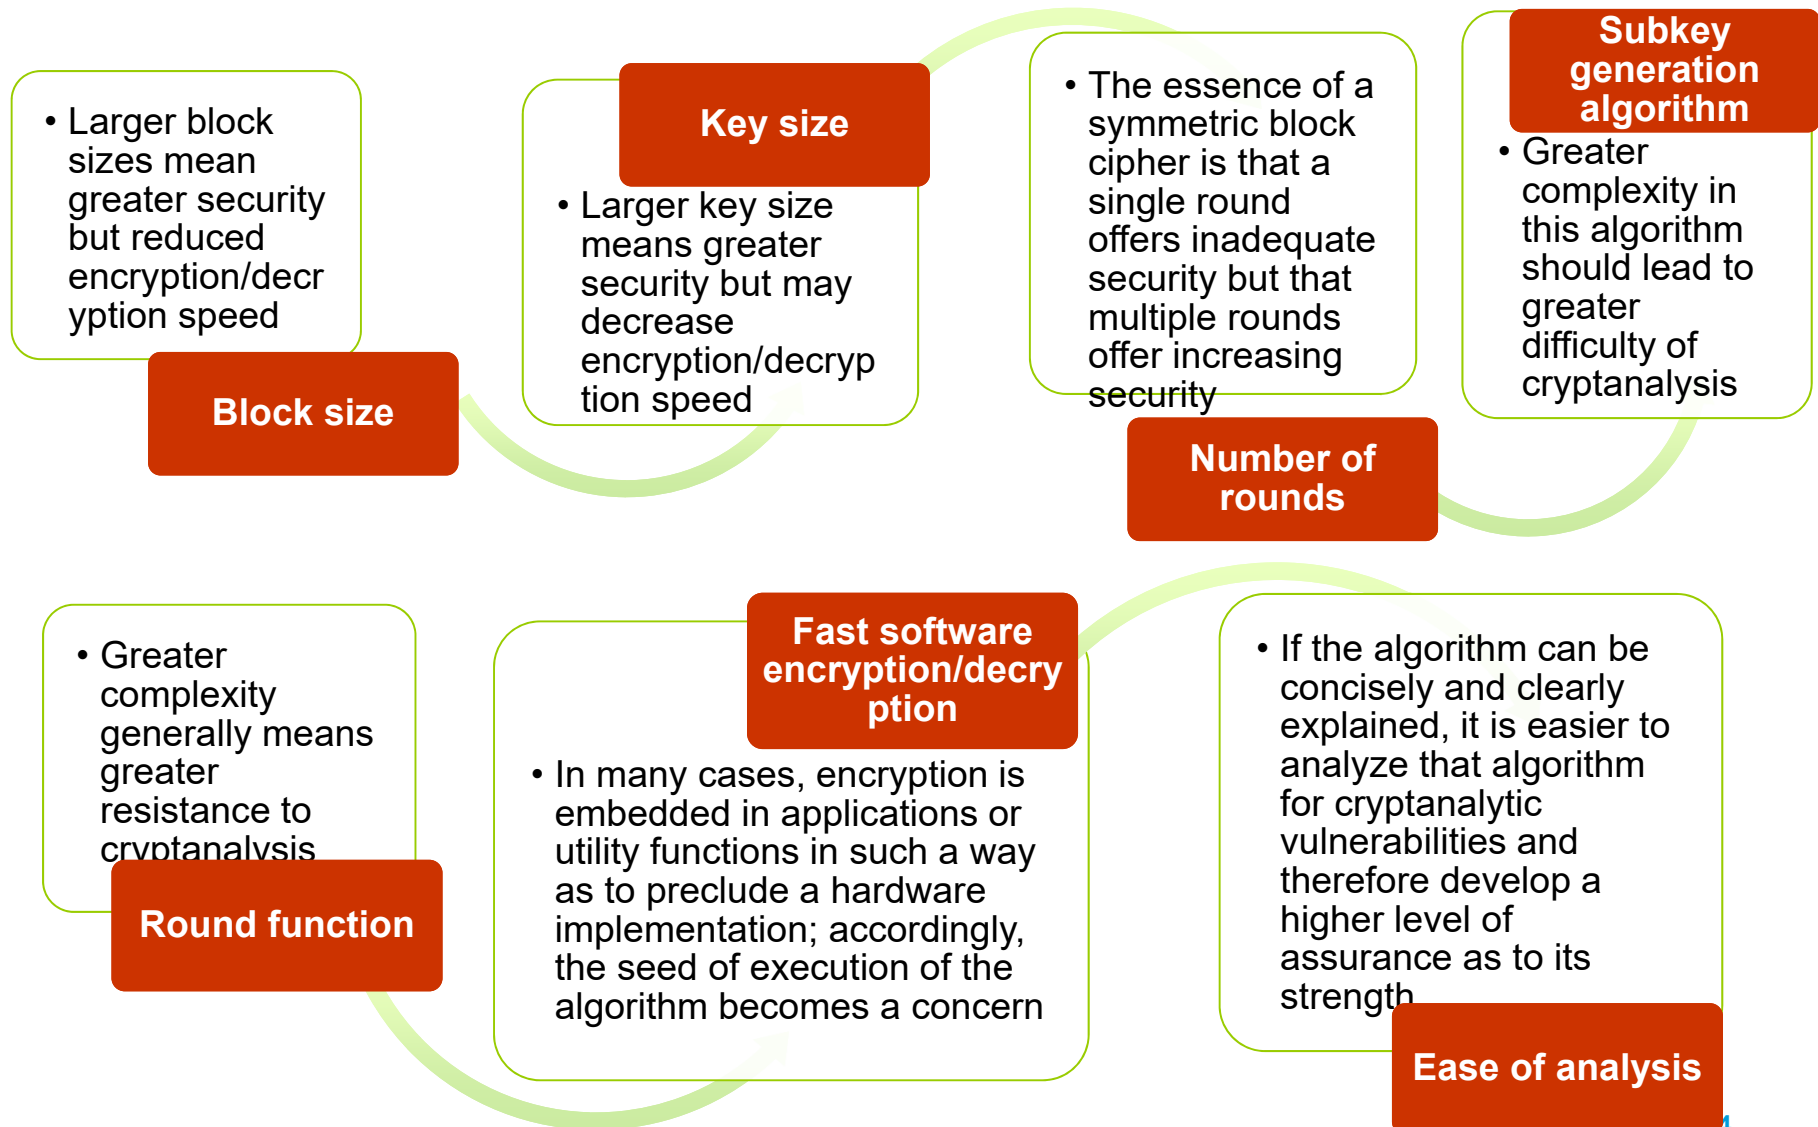 • Larger block
sizes mean
greater security
but reduced
encryption/decr
yption speed
Block size
Key size
• Larger key size
means greater
security but may
decrease
encryption/decryp
tion speed
• The essence of a
symmetric block
cipher is that a
single round
offers inadequate
security but that
multiple rounds
offer increasing
security
Number of
rounds
Subkey
generation
algorithm
• Greater
complexity in
this algorithm
should lead to
greater
difficulty of
cryptanalysis
• Greater
complexity
generally means
greater
resistance to
cryptanalysis
Round function
Fast software
encryption/decry
ption
• In many cases, encryption is
embedded in applications or
utility functions in such a way
as to preclude a hardware
implementation; accordingly,
the seed of execution of the
algorithm becomes a concern
• If the algorithm can be
concisely and clearly
explained, it is easier to
analyze that algorithm
for cryptanalytic
vulnerabilities and
therefore develop a
higher level of
assurance as to its
strength
Ease of analysis